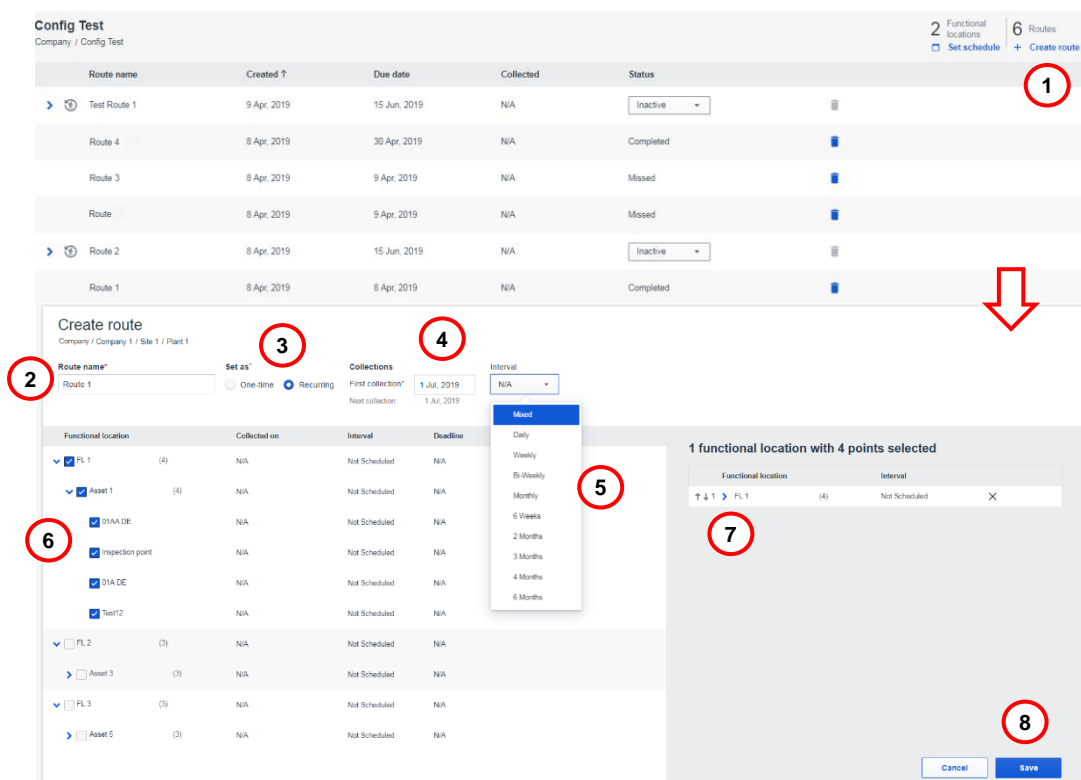 Config Test
Company / Config Test
2 Functional locations
Set schedule
6 Routes
+ Create route
1
Route name Created ↑ Due date Collected Status
Test Route 1 9 Apr, 2019 15 Jun, 2019 N/A Inactive
Route 4 8 Apr, 2019 30 Apr, 2019 N/A Completed
Route 3 8 Apr, 2019 9 Apr, 2019 N/A Missed
Route 8 Apr, 2019 9 Apr, 2019 N/A Missed
Route 2 8 Apr, 2019 15 Jun, 2019 N/A Inactive
Route 1 8 Apr, 2019 8 Apr, 2019 N/A Completed
Create route
Company / Company 1 / Site 1 / Plant 1
3
4
2
Route name* Set as* Collections Interval
Route 1 One-time Recurring First collection* 1 Jul, 2019 N/A
Next collection: 1 Jul, 2019
Mixed
Daily
Weekly
Bi-Weekly
Monthly
6 Weeks
2 Months
3 Months
4 Months
6 Months
5
Functional location Collected on Interval Deadline
FL 1 (4) N/A Not Scheduled N/A
Asset 1 (4) N/A Not Scheduled N/A
01AA DE N/A Not Scheduled N/A
6
Inspection point N/A Not Scheduled N/A
01A DE N/A Not Scheduled N/A
Test12 N/A Not Scheduled N/A
FL 2 (3) N/A Not Scheduled N/A
Asset 3 (3) N/A Not Scheduled N/A
FL 3 (3) N/A Not Scheduled N/A
Asset 5 (3) N/A Not Scheduled N/A
1 functional location with 4 points selected
Functional location Interval
↑↓ 1 FL 1 (4) Not Scheduled
7
8
Cancel Save